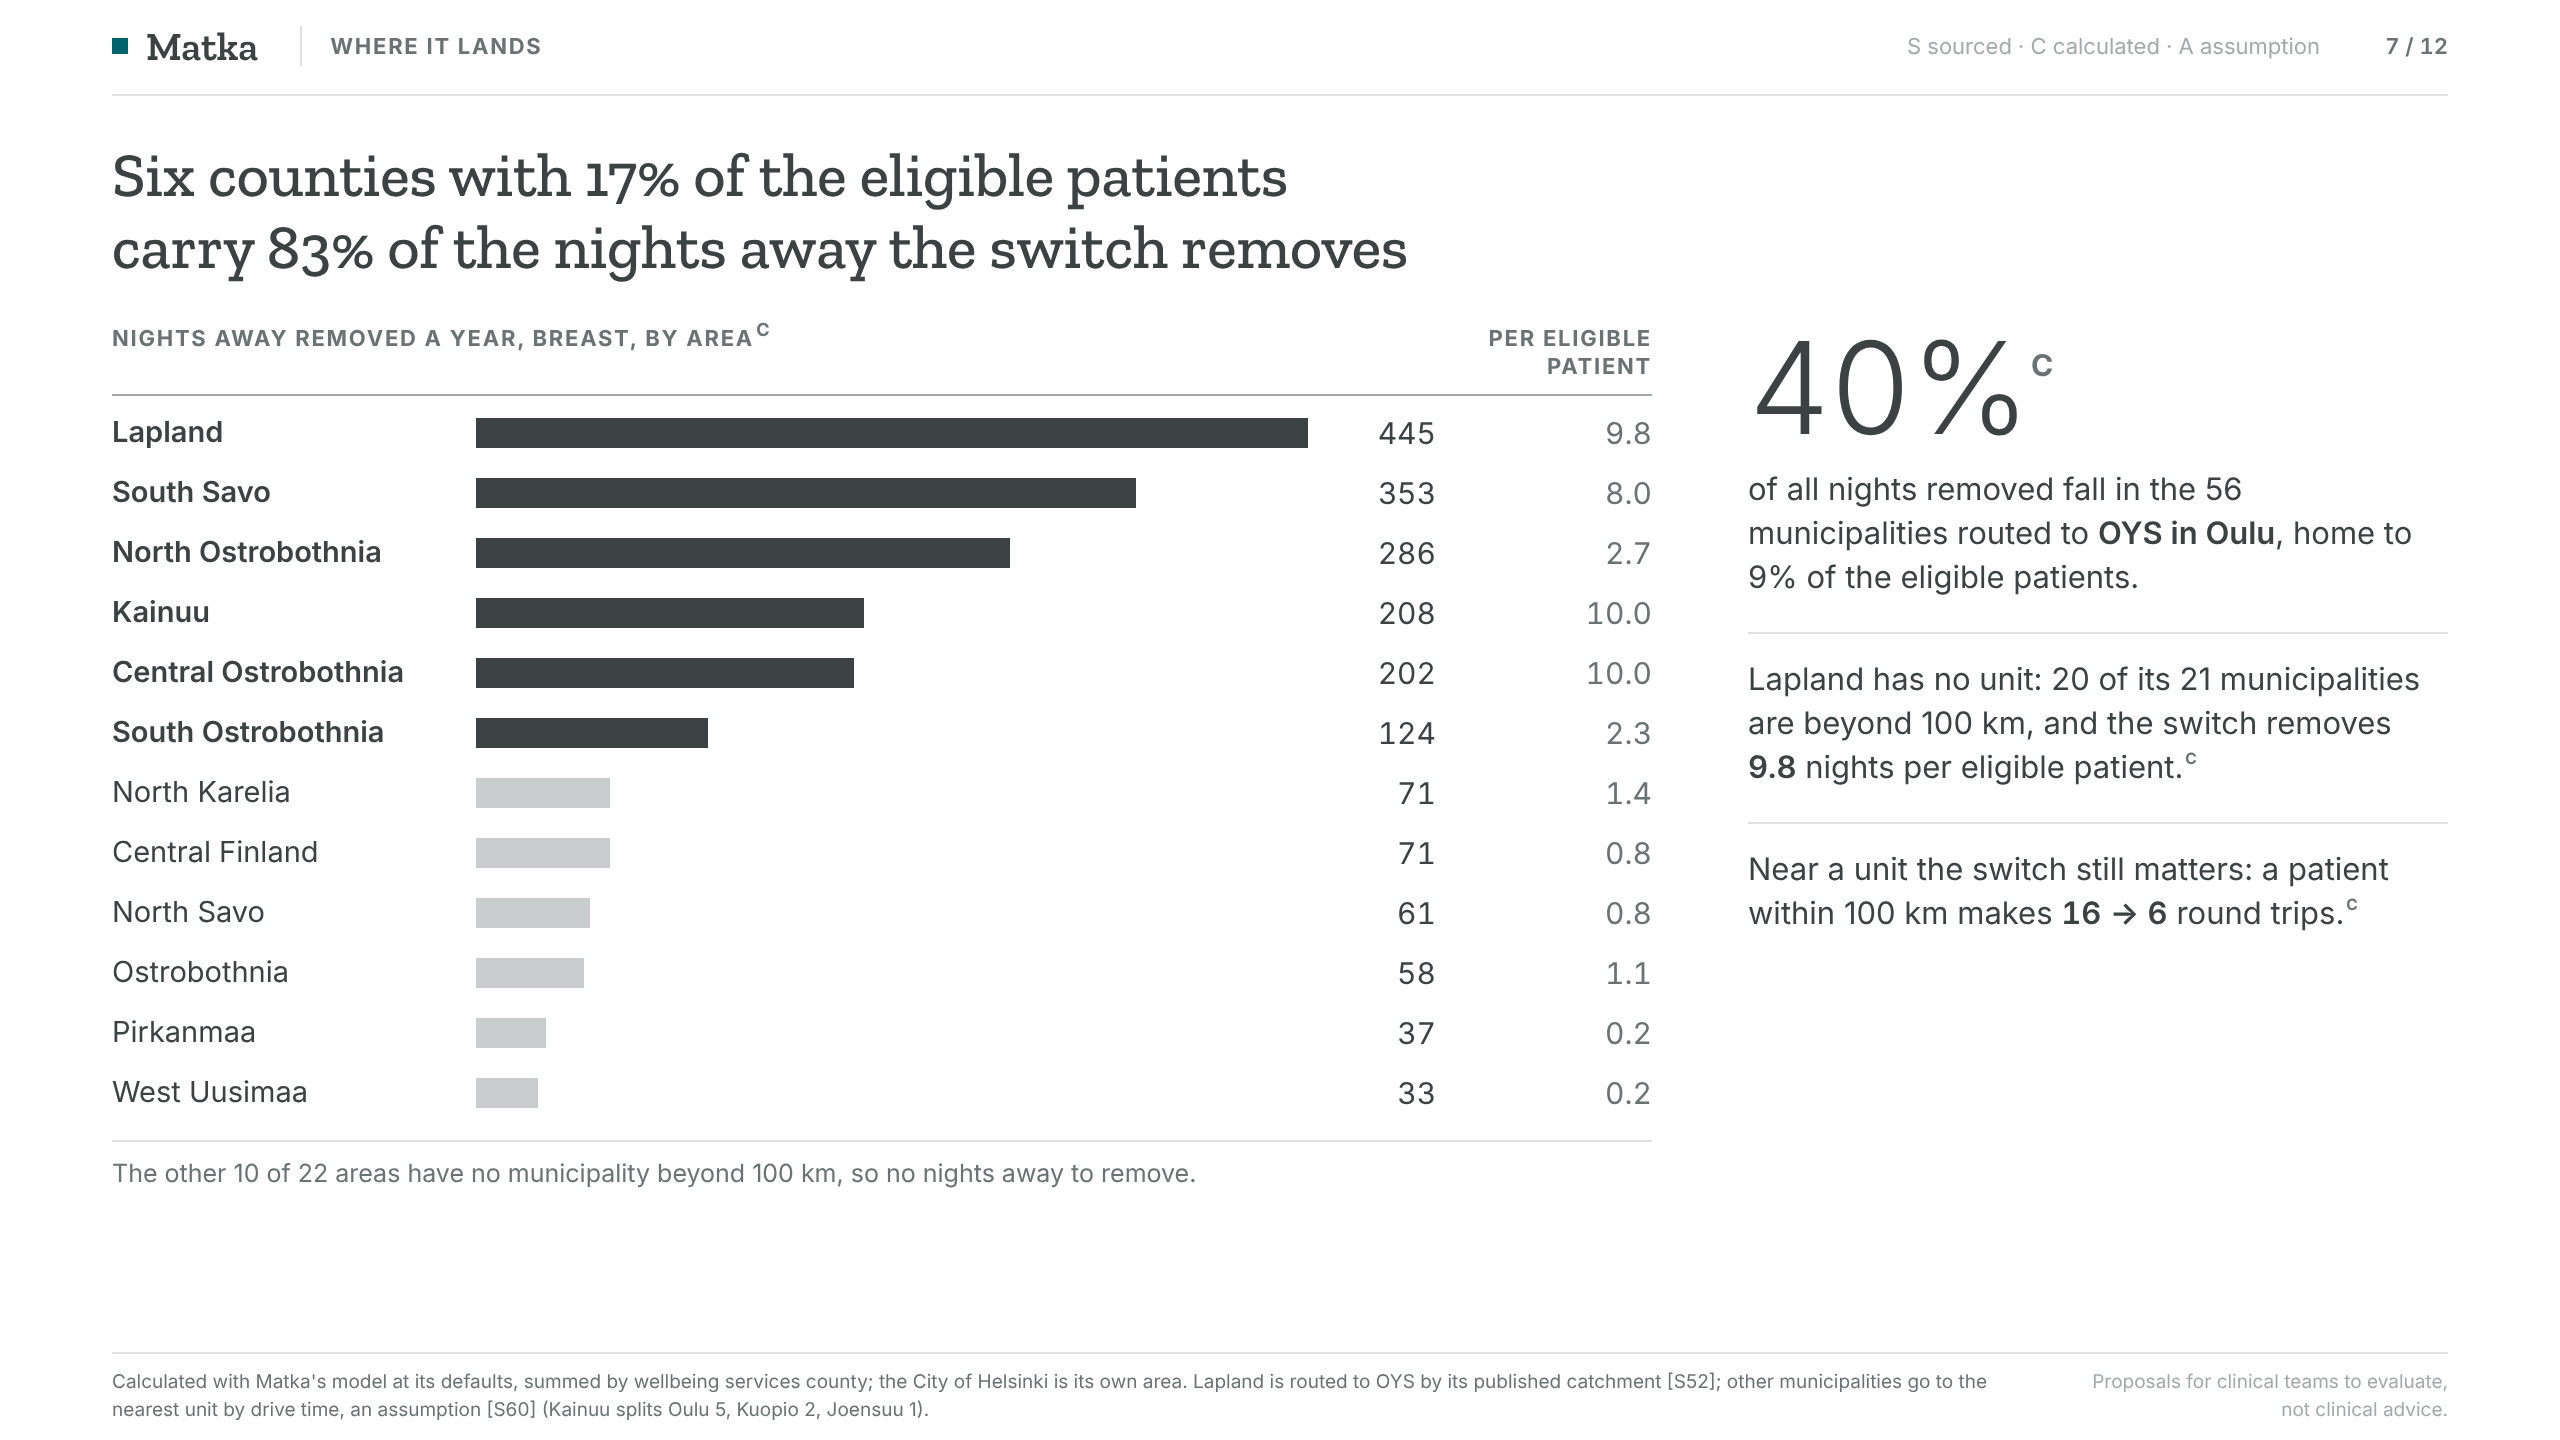 Matka
WHERE IT LANDS
S sourced · C calculated · A assumption
7 / 12
Six counties with 17% of the eligible patients
carry 83% of the nights away the switch removes
NIGHTS AWAY REMOVED A YEAR, BREAST, BY AREA C
PER ELIGIBLE
PATIENT
Lapland 445 9.8
South Savo 353 8.0
North Ostrobothnia 286 2.7
Kainuu 208 10.0
Central Ostrobothnia 202 10.0
South Ostrobothnia 124 2.3
North Karelia 71 1.4
Central Finland 71 0.8
North Savo 61 0.8
Ostrobothnia 58 1.1
Pirkanmaa 37 0.2
West Uusimaa 33 0.2
The other 10 of 22 areas have no municipality beyond 100 km, so no nights away to remove.
40% C
of all nights removed fall in the 56
municipalities routed to OYS in Oulu, home to
9% of the eligible patients.
Lapland has no unit: 20 of its 21 municipalities
are beyond 100 km, and the switch removes
9.8 nights per eligible patient. C
Near a unit the switch still matters: a patient
within 100 km makes 16 → 6 round trips. C
Calculated with Matka's model at its defaults, summed by wellbeing services county; the City of Helsinki is its own area. Lapland is routed to OYS by its published catchment [S52]; other municipalities go to the
nearest unit by drive time, an assumption [S60] (Kainuu splits Oulu 5, Kuopio 2, Joensuu 1).
Proposals for clinical teams to evaluate,
not clinical advice.